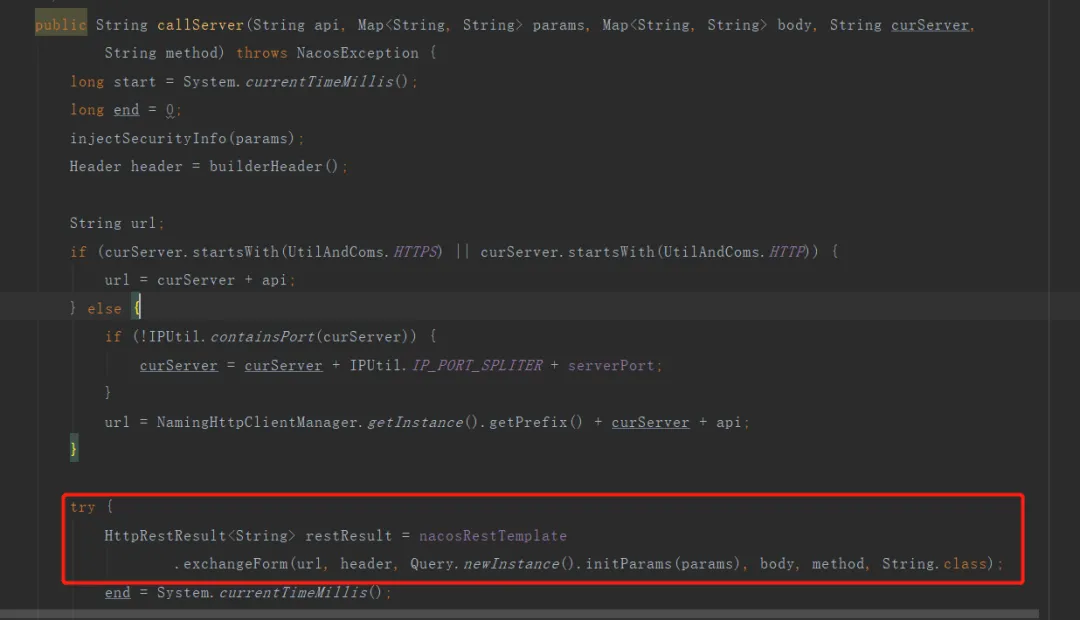 public String callServer(String api, Map<String, String> params, Map<String, String> body, String curServer,
String method) throws NacosException {
long start = System.currentTimeMillis();
long end = 0;
injectSecurityInfo(params);
Header header = builderHeader();
String url;
if (curServer.startsWith(UtilAndComs.HTTPS) || curServer.startsWith(UtilAndComs.HTTP)) {
url = curServer + api;
} else {
if (!IPUtil.containsPort(curServer)) {
curServer = curServer + IPUtil.IP_PORT_SPLITER + serverPort;
}
url = NamingHttpClientManager.getInstance().getPrefix() + curServer + api;
}
try {
HttpRestResult<String> restResult = nacosRestTemplate
.exchangeForm(url, header, Query.newInstance().initParams(params), body, method, String.class);
end = System.currentTimeMillis();